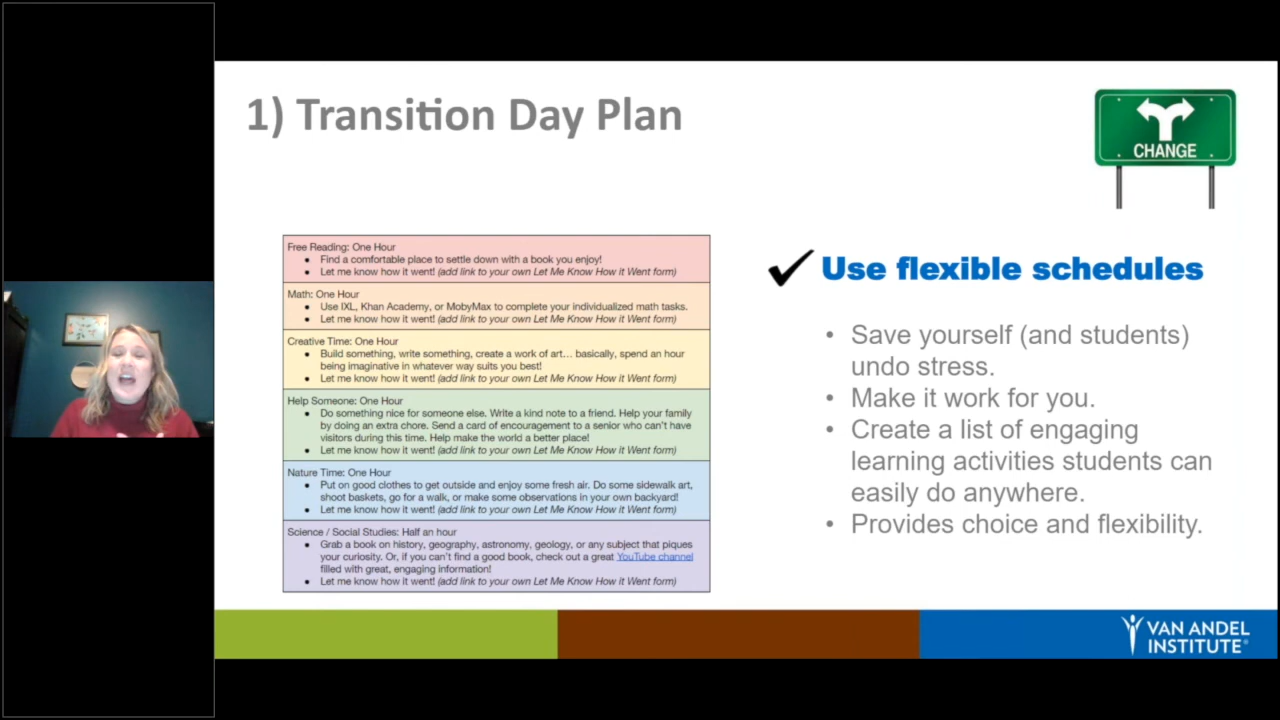 1) Transition Day Plan
CHANGE
Free Reading: One Hour
• Find a comfortable place to settle down with a book you enjoy!
• Let me know how it went! (add link to your own Let Me Know How it Went form)
Math: One Hour
• Use IXL, Khan Academy, or MobyMax to complete your individualized math tasks.
• Let me know how it went! (add link to your own Let Me Know How it Went form)
Creative Time: One Hour
• Build something, write something, create a work of art… basically, spend an hour
being imaginative in whatever way suits you best!
• Let me know how it went! (add link to your own Let Me Know How it Went form)
Help Someone: One Hour
• Do something nice for someone else. Write a kind note to a friend. Help your family
by doing an extra chore. Send a card of encouragement to a senior who can't have
visitors during this time. Help make the world a better place!
• Let me know how it went! (add link to your own Let Me Know How it Went form)
Nature Time: One Hour
• Put on good clothes to get outside and enjoy some fresh air. Do some sidewalk art,
shoot baskets, go for a walk, or make some observations in your own backyard!
• Let me know how it went! (add link to your own Let Me Know How it Went form)
Science / Social Studies: Half an hour
• Grab a book on history, geography, astronomy, geology, or any subject that piques
your curiosity. Or, if you can't find a good book, check out a great YouTube channel
filled with great, engaging information!
• Let me know how it went! (add link to your own Let Me Know How it Went form)
Use flexible schedules
• Save yourself (and students)
undo stress.
• Make it work for you.
• Create a list of engaging
learning activities students can
easily do anywhere.
• Provides choice and flexibility.
VAN ANDEL
INSTITUTE®